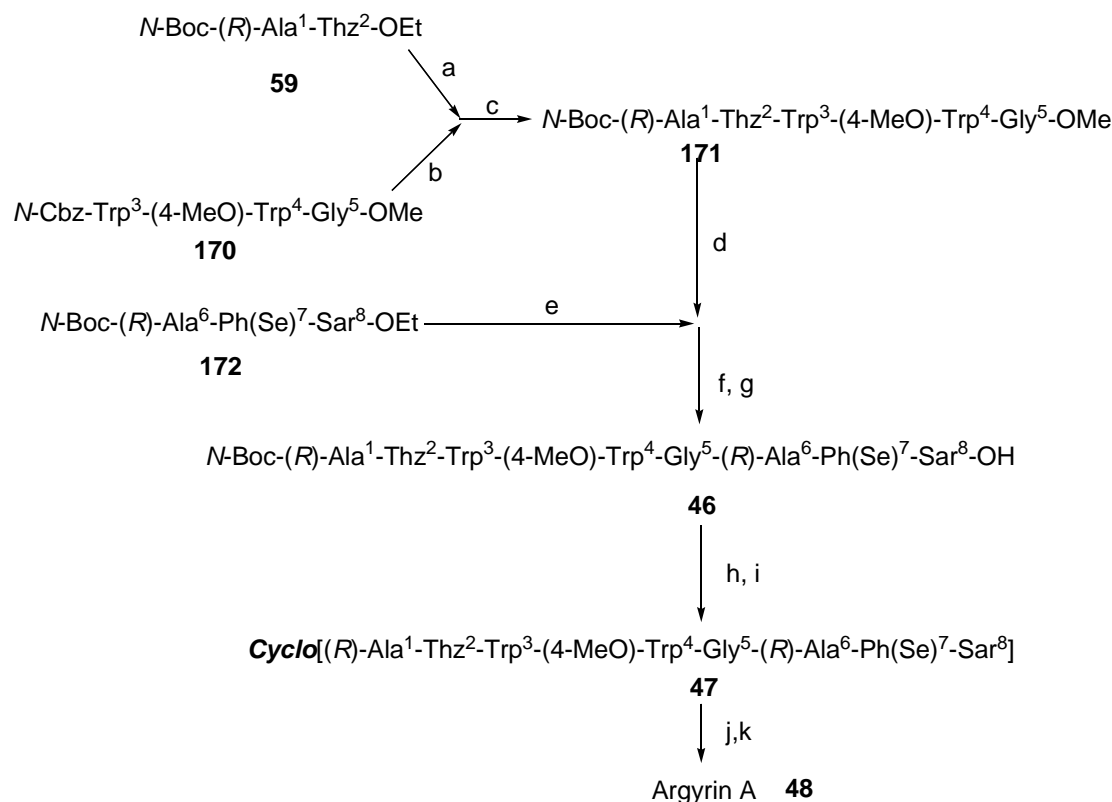 N-Boc-(R)-Ala¹-Thz²-OEt
59
a
c
N-Boc-(R)-Ala¹-Thz²-Trp³-(4-MeO)-Trp⁴-Gly⁵-OMe
171
b
N-Cbz-Trp³-(4-MeO)-Trp⁴-Gly⁵-OMe
170
d
N-Boc-(R)-Ala⁶-Ph(Se)⁷-Sar⁸-OEt
e
172
f, g
N-Boc-(R)-Ala¹-Thz²-Trp³-(4-MeO)-Trp⁴-Gly⁵-(R)-Ala⁶-Ph(Se)⁷-Sar⁸-OH
46
h, i
Cyclo[(R)-Ala¹-Thz²-Trp³-(4-MeO)-Trp⁴-Gly⁵-(R)-Ala⁶-Ph(Se)⁷-Sar⁸]
47
j,k
Argyrin A 48